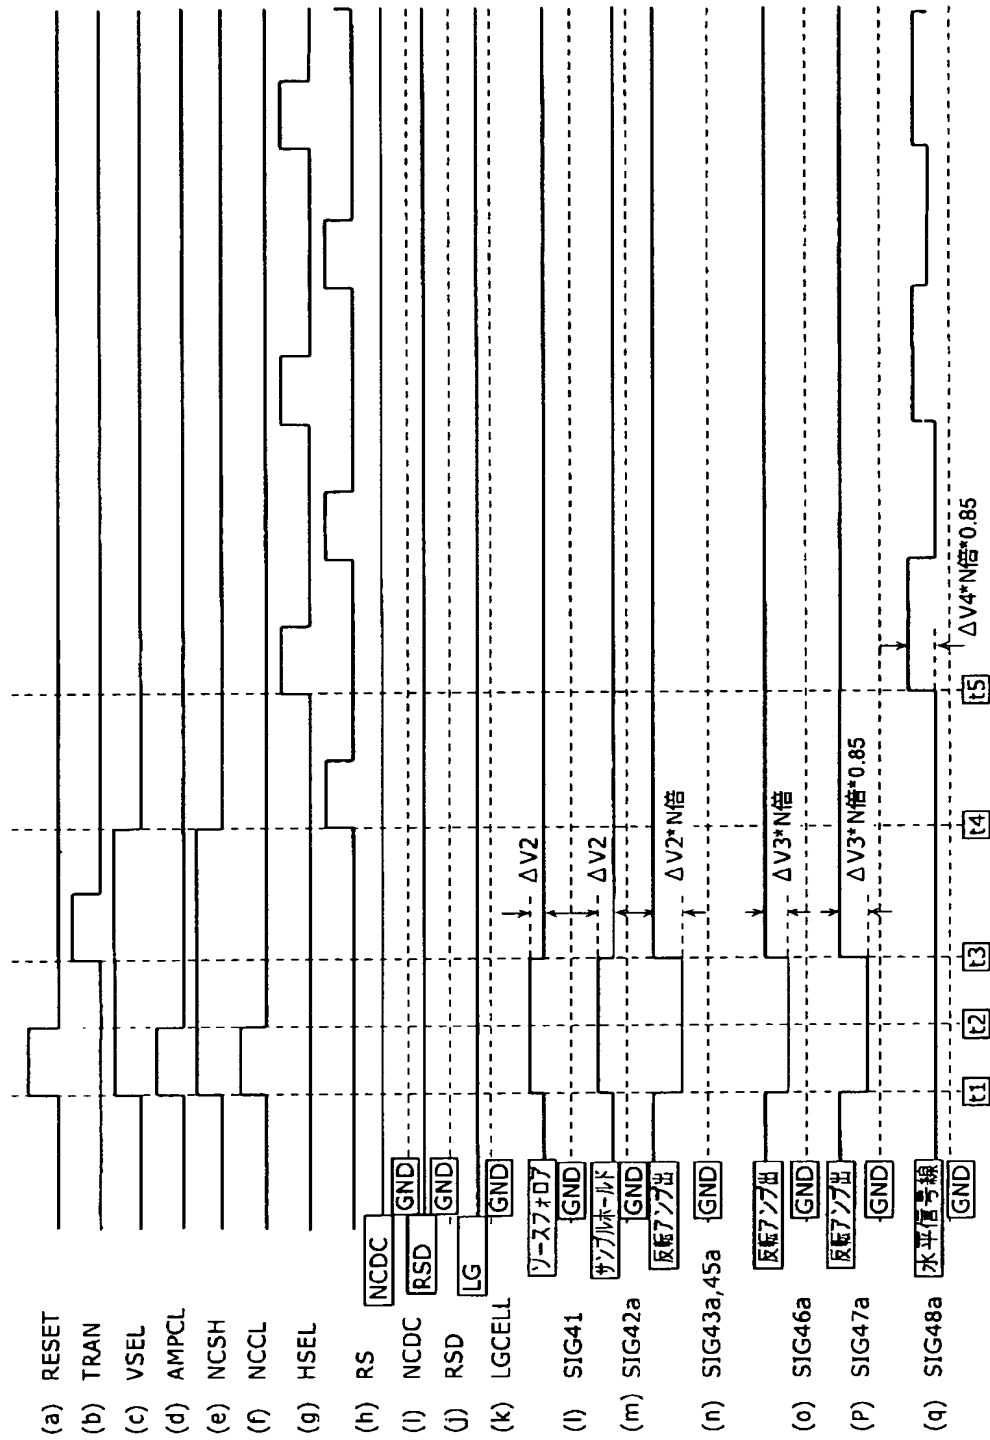 (a) RESET
(b) TRAN
(c) VSEL
(d) AMPCL
(e) NCSH
(f) NCCL
(g) HSEL
(h) RS
(i) NCDC
(j) RSD
(k) LGCELL
(l) SIG41
(m) SIG42a
(n) SIG43a,45a
(o) SIG46a
(P) SIG47a
(q) SIG48a
NCDC
GND
RSD
GND
LG
GND
ソースフォロア
GND
サンプルホールド
GND
反転アンプ出
GND
反転アンプ出
GND
反転アンプ出
GND
水平信号線
GND
ΔV2
ΔV2
ΔV2*N倍
ΔV3*N倍
ΔV3*N倍*0.85
ΔV4*N倍*0.85
t1
t2
t3
t4
t5